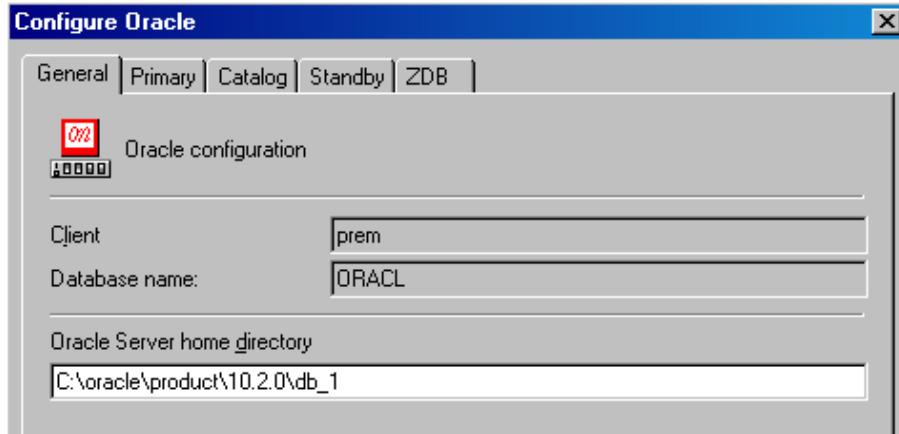 Configure Oracle
General Primary Catalog Standby ZDB
Oracle configuration
Client prem
Database name: ORACL
Oracle Server home directory
C:\oracle\product\10.2.0\db_1